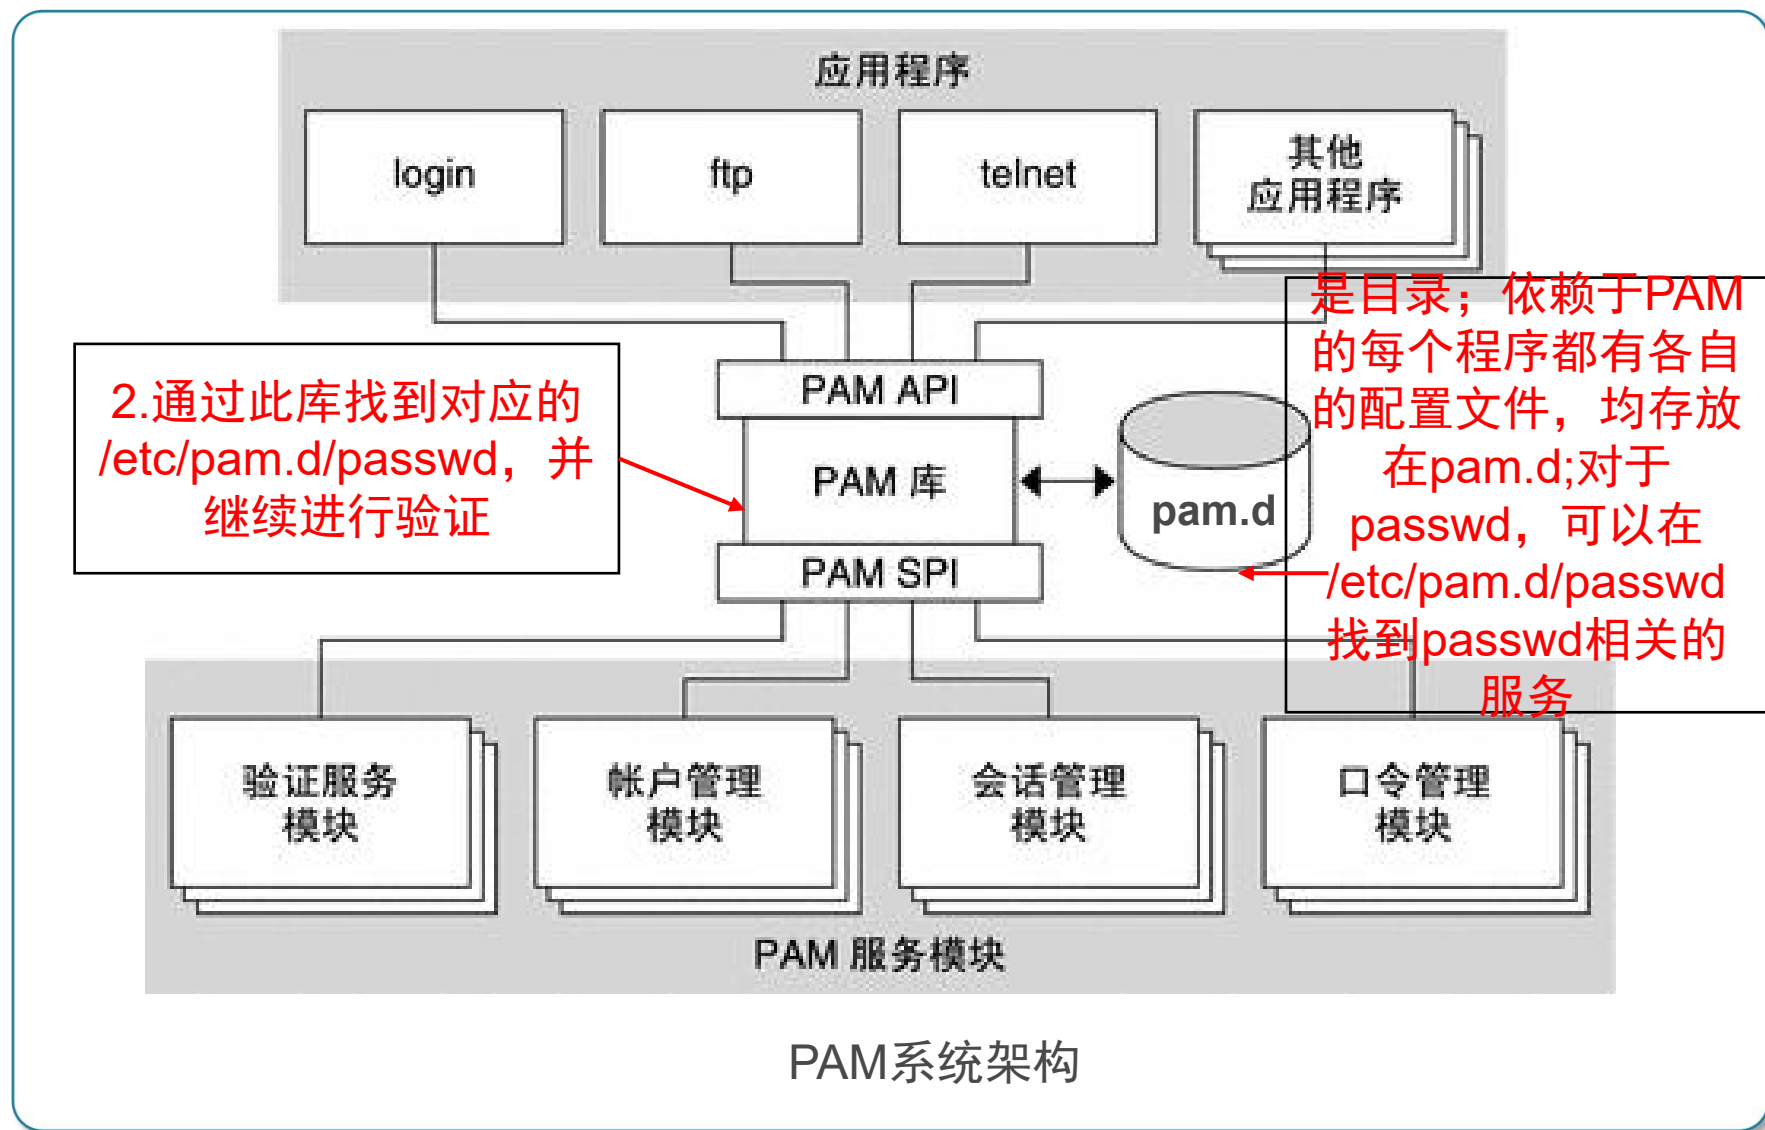 应用程序
login
ftp
telnet
其他
应用程序
是目录；依赖于PAM
的每个程序都有各自
的配置文件，均存放
在pam.d;对于
passwd，可以在
/etc/pam.d/passwd
找到passwd相关的
服务
2.通过此库找到对应的
/etc/pam.d/passwd，并
继续进行验证
PAM API
PAM 库
PAM SPI
pam.d
验证服务
模块
帐户管理
模块
会话管理
模块
口令管理
模块
PAM 服务模块
PAM系统架构